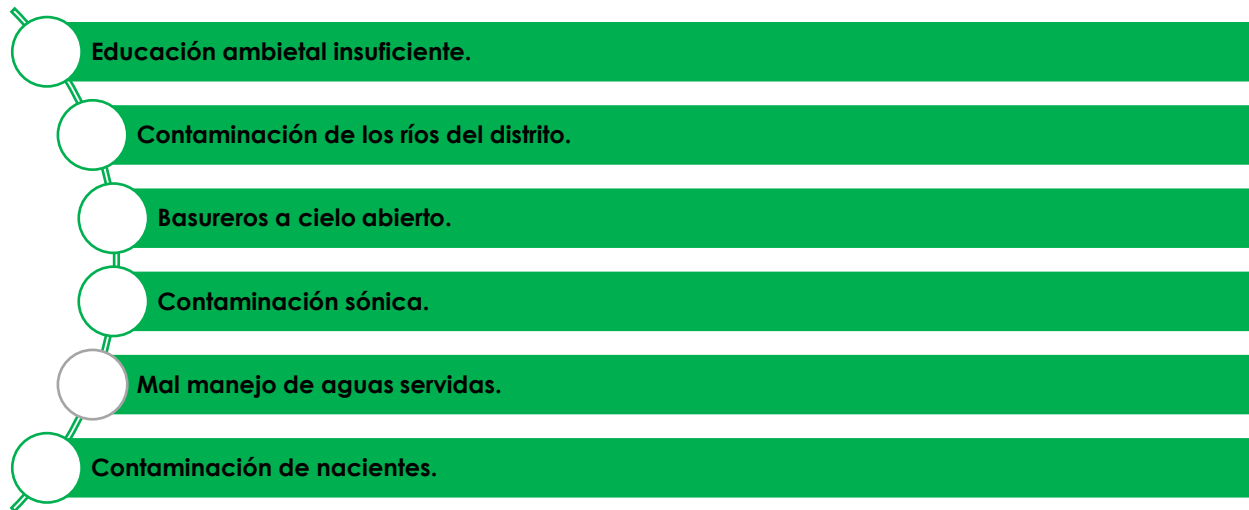 Educación ambietal insuficiente.
Contaminación de los ríos del distrito.
Basureros a cielo abierto.
Contaminación sónica.
Mal manejo de aguas servidas.
Contaminación de nacientes.